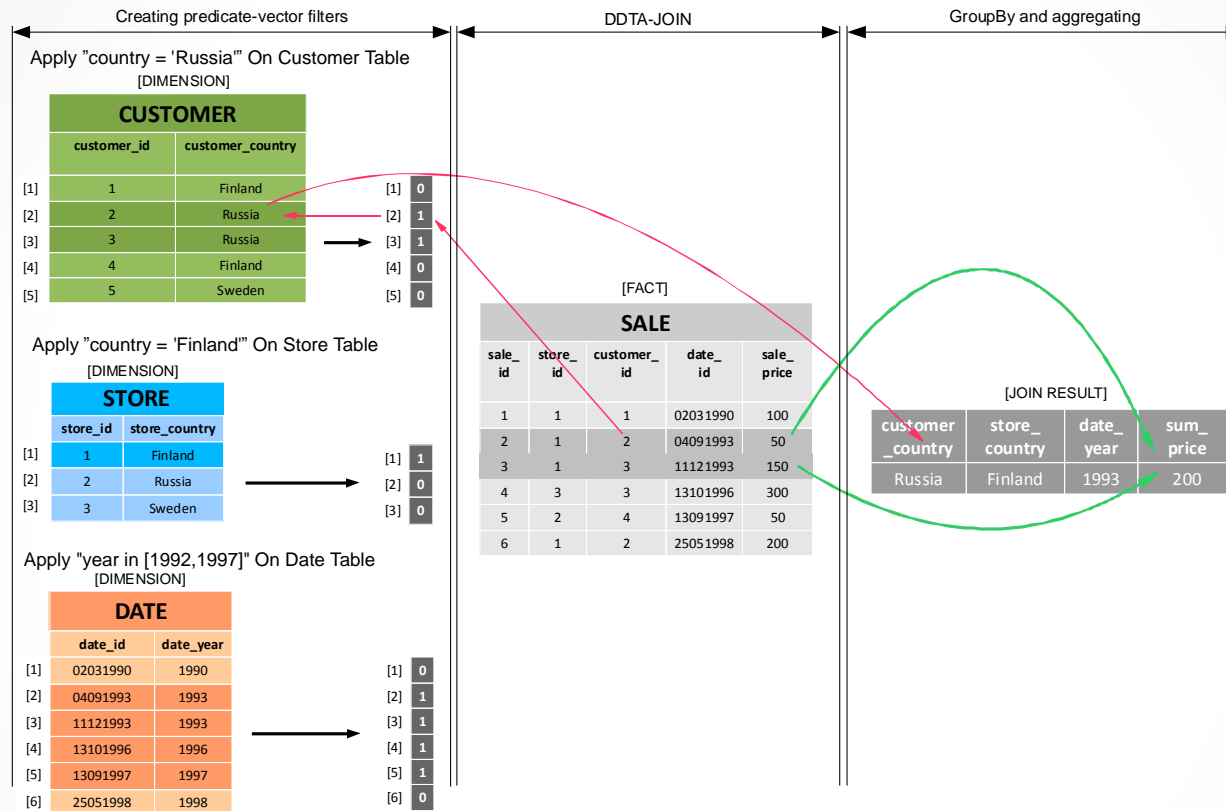 Creating predicate-vector filters
DDTA-JOIN
GroupBy and aggregating
Apply ”country = 'Russia'” On Customer Table
[DIMENSION]
CUSTOMER
customer_id customer_country
[1] 1 Finland [1] 0
[2] 2 Russia [2] 1
[3] 3 Russia [3] 1
[4] 4 Finland [4] 0
[5] 5 Sweden [5] 0
Apply ”country = 'Finland'” On Store Table
[DIMENSION]
STORE
store_id store_country
[1] 1 Finland [1] 1
[2] 2 Russia [2] 0
[3] 3 Sweden [3] 0
Apply "year in [1992,1997]" On Date Table
[DIMENSION]
DATE
date_id date_year
[1] 02031990 1990 [1] 0
[2] 04091993 1993 [2] 1
[3] 11121993 1993 [3] 1
[4] 13101996 1996 [4] 1
[5] 13091997 1997 [5] 1
[6] 25051998 1998 [6] 0
[FACT]
SALE
sale_ store_ customer_ date_ sale_
id id id id price
1 1 1 02031990 100
2 1 2 04091993 50
3 1 3 11121993 150
4 3 3 13101996 300
5 2 4 13091997 50
6 1 2 25051998 200
[JOIN RESULT]
customer store_ date_ sum_
_country country year price
Russia Finland 1993 200